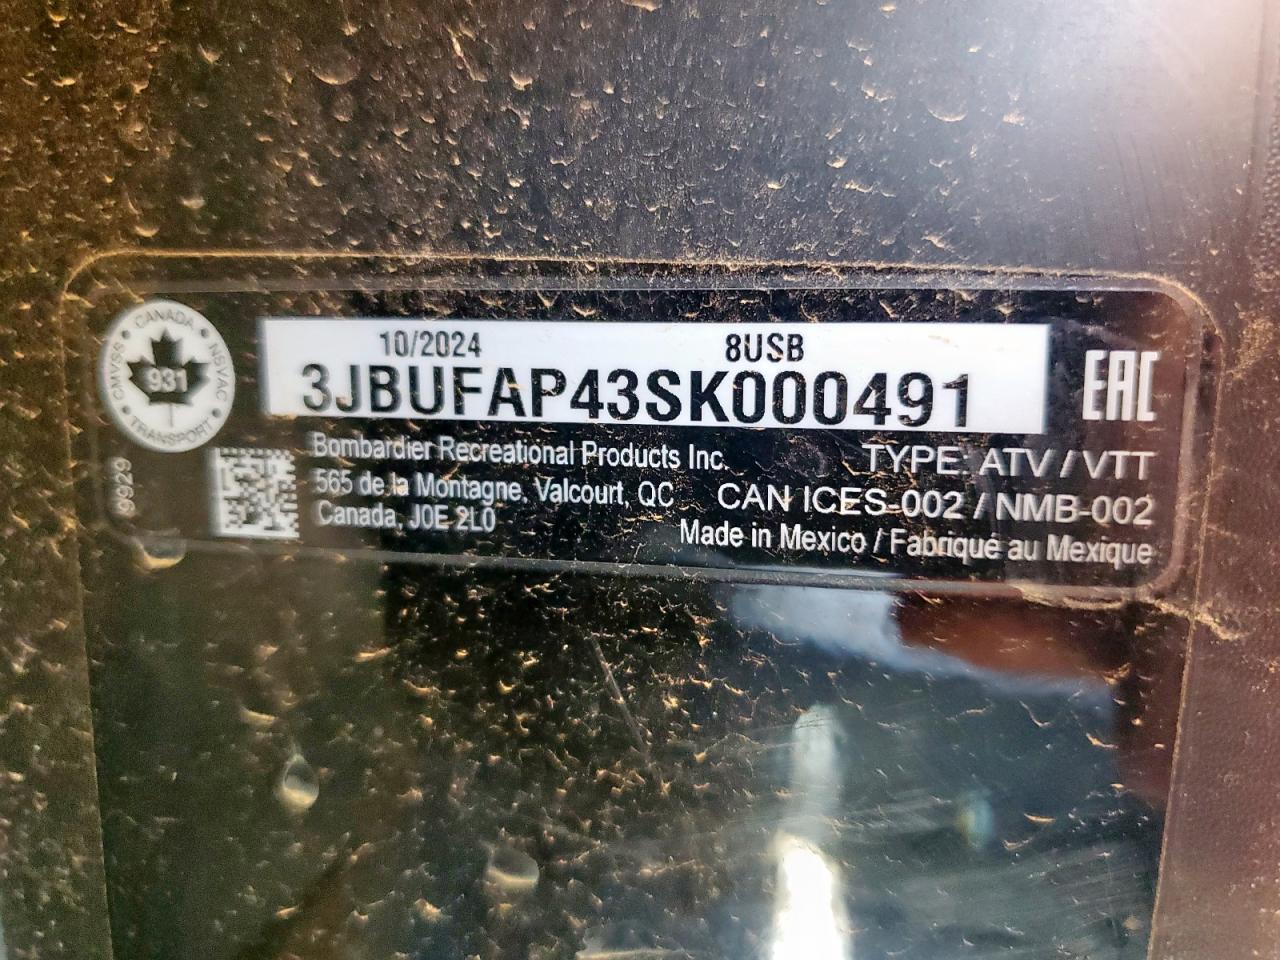 CANADA
CMVSS
NSVAC
931
TRANSPORT
10/2024 8USB
3JBUFAP43SK000491
EAC
9929
Bombardier Recreational Products Inc.
565 de la Montagne, Valcourt, QC
Canada, J0E 2L0
TYPE: ATV / VTT
CAN ICES-002 / NMB-002
Made in Mexico / Fabriqué au Mexique